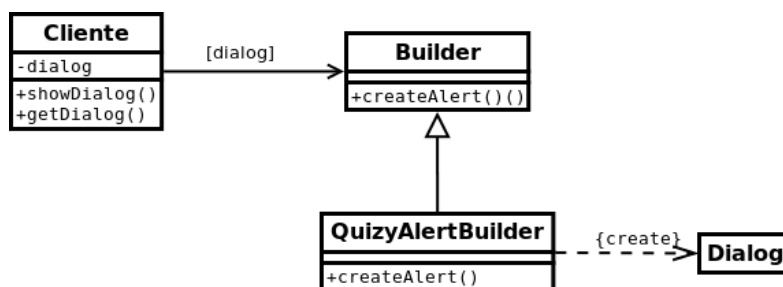 Cliente
-dialog
+showDialog()
+getDialog()
[dialog]
Builder
+createAlert()()
QuizyAlertBuilder
+createAlert()
{create}
Dialog